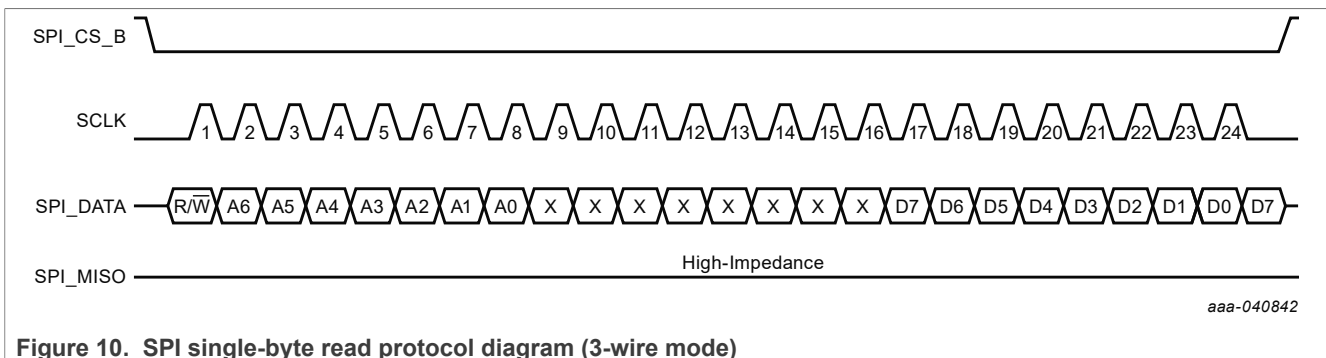 SPI_CS_B
SCLK 1 2 3 4 5 6 7 8 9 10 11 12 13 14 15 16 17 18 19 20 21 22 23 24
SPI_DATA R/W̅ A6 A5 A4 A3 A2 A1 A0 X X X X X X X X D7 D6 D5 D4 D3 D2 D1 D0 D7
High-Impedance
SPI_MISO
aaa-040842
Figure 10. SPI single-byte read protocol diagram (3-wire mode)